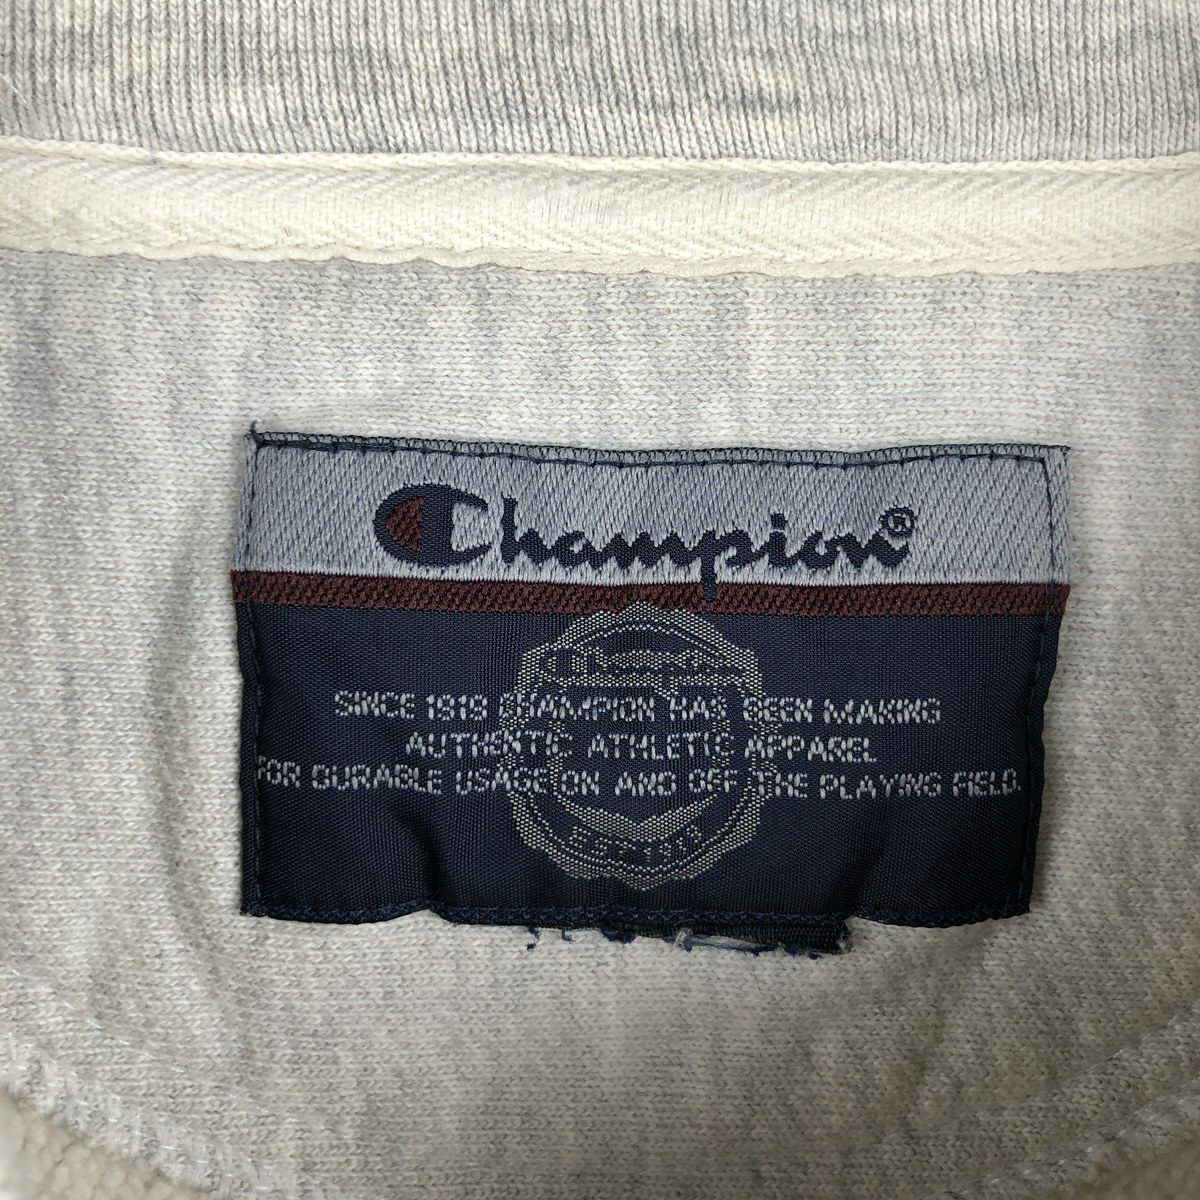 Champion®
SINCE 1919 CHAMPION HAS BEEN MAKING
AUTHENTIC ATHLETIC APPAREL
FOR DURABLE USAGE ON AND OFF THE PLAYING FIELD.